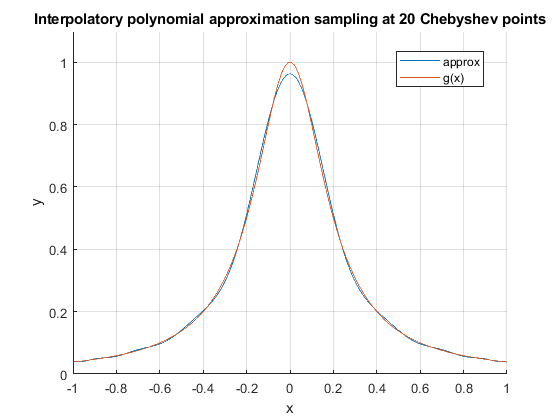 Interpolatory polynomial approximation sampling at 20 Chebyshev points
approx
g(x)
1
0.8
0.6
0.4
0.2
0
y
-1 -0.8 -0.6 -0.4 -0.2 0 0.2 0.4 0.6 0.8 1
x